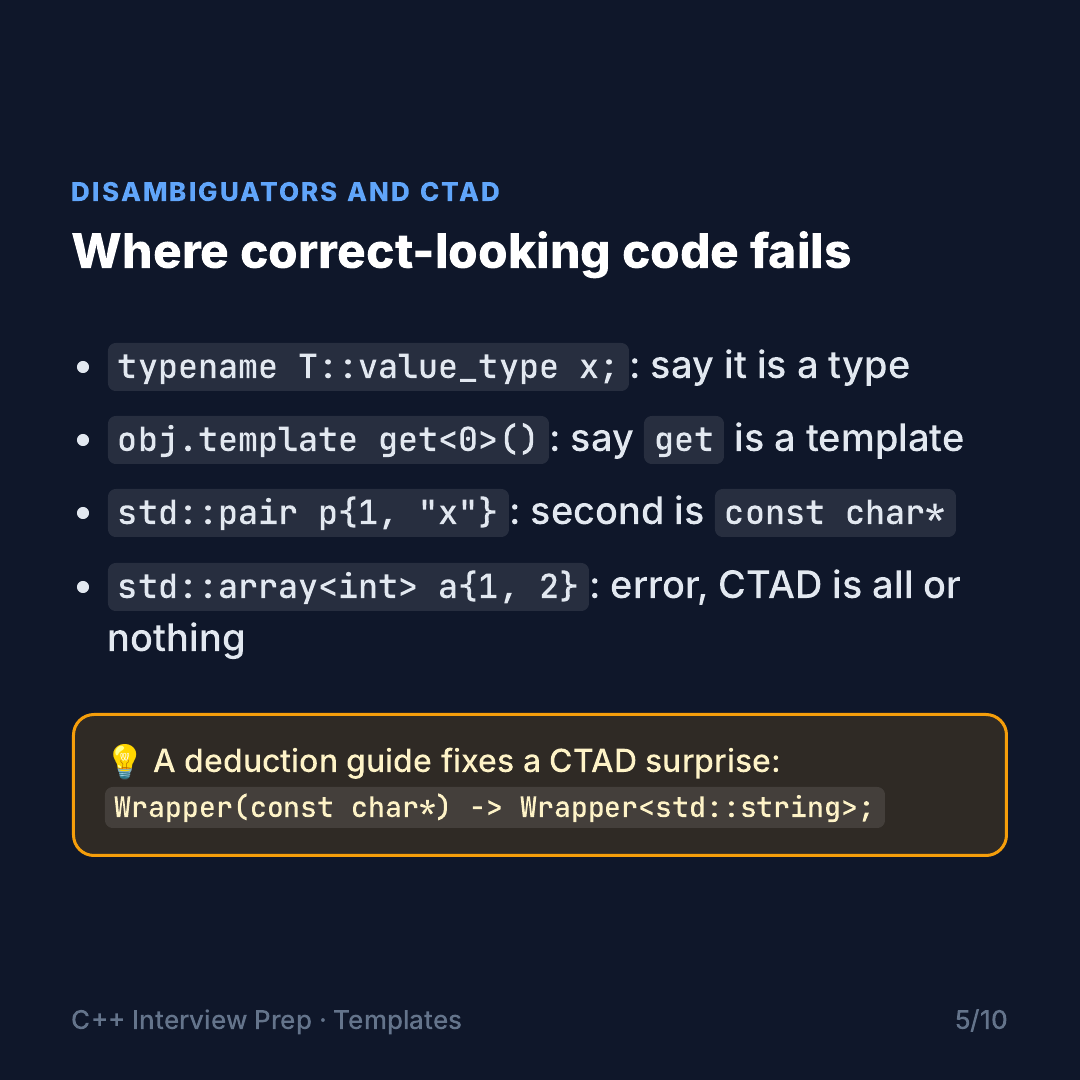 DISAMBIGUATORS AND CTAD
Where correct-looking code fails
• typename T::value_type x;: say it is a type
• obj.template get<0>(): say get is a template
• std::pair p{1, "x"}: second is const char*
• std::array<int> a{1, 2}: error, CTAD is all or
nothing
💡 A deduction guide fixes a CTAD surprise:
Wrapper(const char*) -> Wrapper<std::string>;
C++ Interview Prep · Templates
5/10